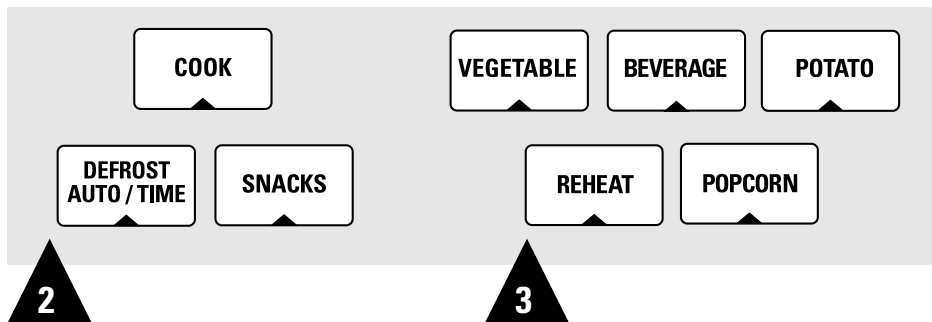 COOK
VEGETABLE
BEVERAGE
POTATO
DEFROST
AUTO / TIME
SNACKS
REHEAT
POPCORN
2
3